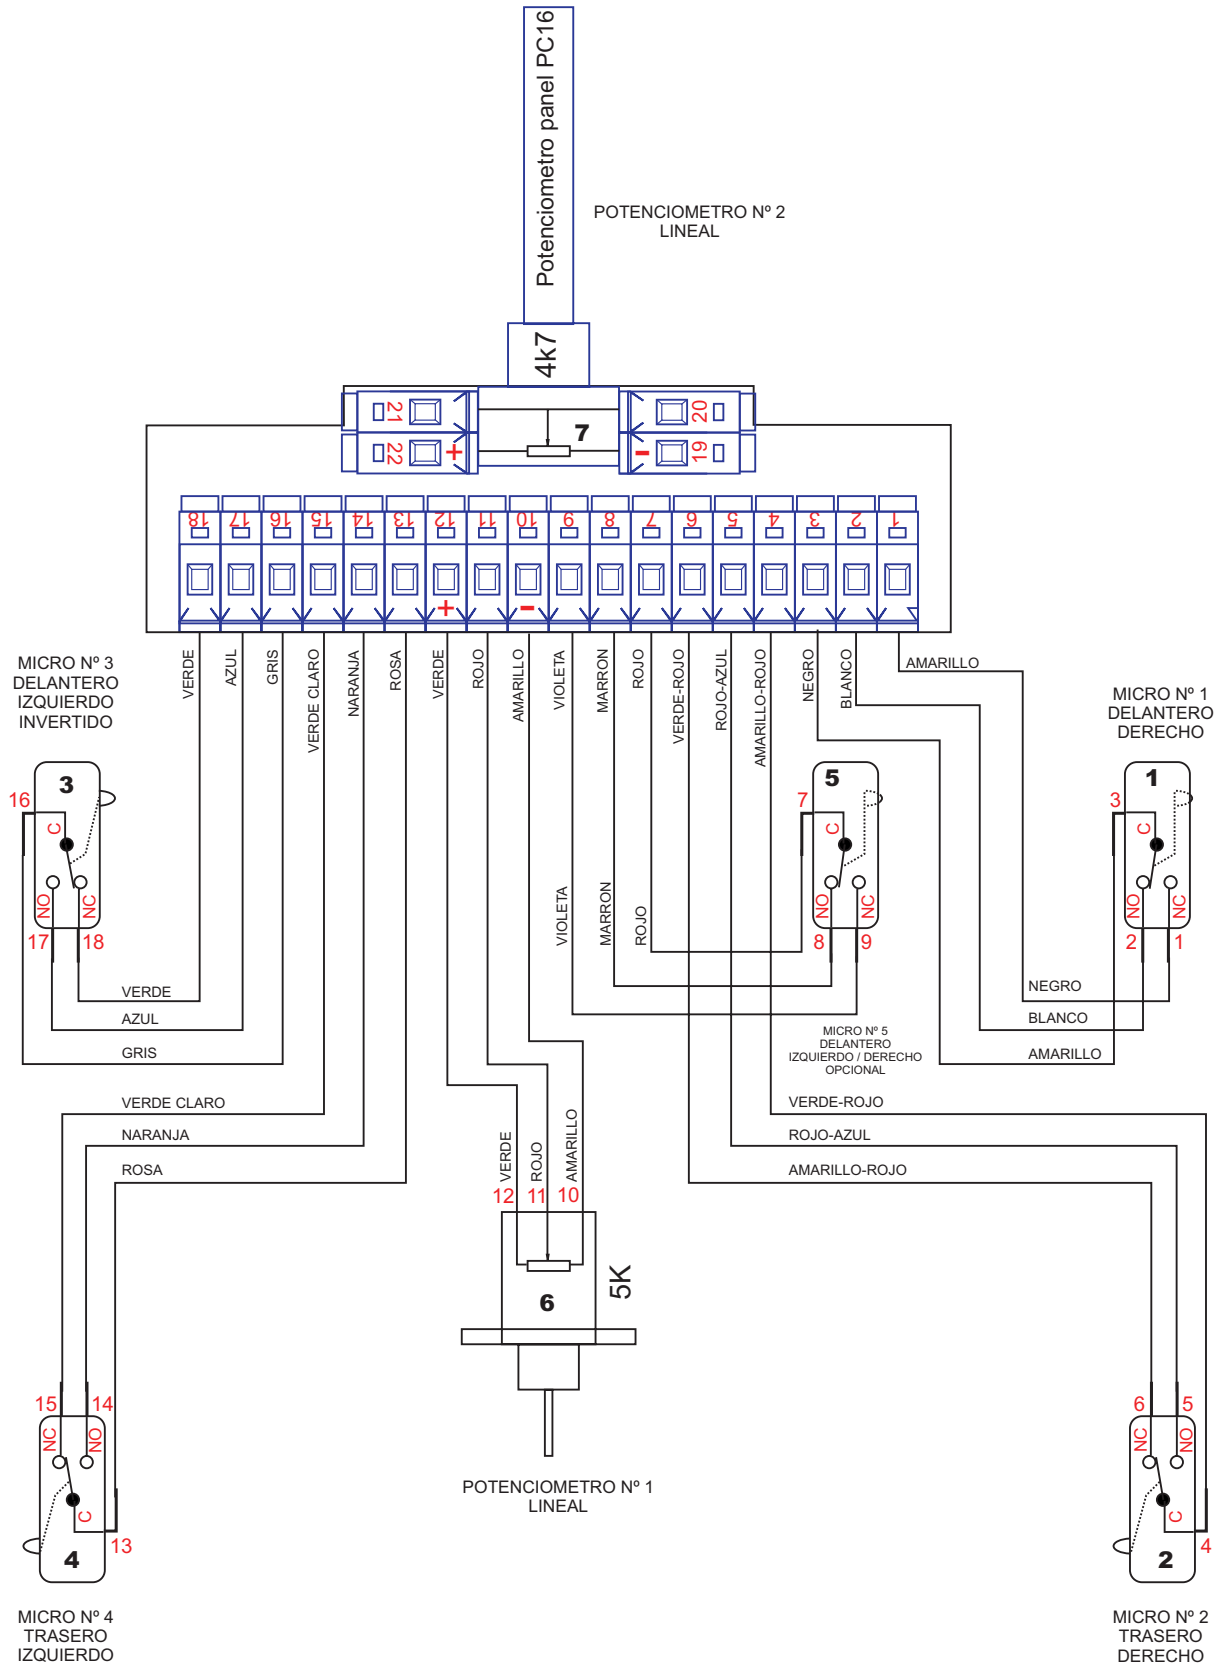 Potenciometro panel PC16
POTENCIOMETRO Nº 2
LINEAL
4k7
21
20
7
22
+
-
19
18
17
16
15
14
13
12
11
10
9
8
7
6
5
4
3
2
1
+
-
VERDE
AZUL
GRIS
VERDE CLARO
NARANJA
ROSA
VERDE
ROJO
AMARILLO
VIOLETA
MARRON
ROJO
VERDE-ROJO
ROJO-AZUL
AMARILLO-ROJO
NEGRO
BLANCO
AMARILLO
MICRO Nº 3
DELANTERO
IZQUIERDO
INVERTIDO
MICRO Nº 1
DELANTERO
DERECHO
3
16
C
NO
NC
17
18
5
7
C
NO
NC
8
9
1
3
C
NO
NC
2
1
VIOLETA
MARRON
ROJO
VERDE
AZUL
GRIS
NEGRO
BLANCO
AMARILLO
MICRO Nº 5
DELANTERO
IZQUIERDO / DERECHO
OPCIONAL
VERDE CLARO
NARANJA
ROSA
VERDE-ROJO
ROJO-AZUL
AMARILLO-ROJO
VERDE
ROJO
AMARILLO
12
11
10
6
5K
POTENCIOMETRO Nº 1
LINEAL
15
14
NC
NO
C
13
4
MICRO Nº 4
TRASERO
IZQUIERDO
6
5
NC
NO
C
4
2
MICRO Nº 2
TRASERO
DERECHO